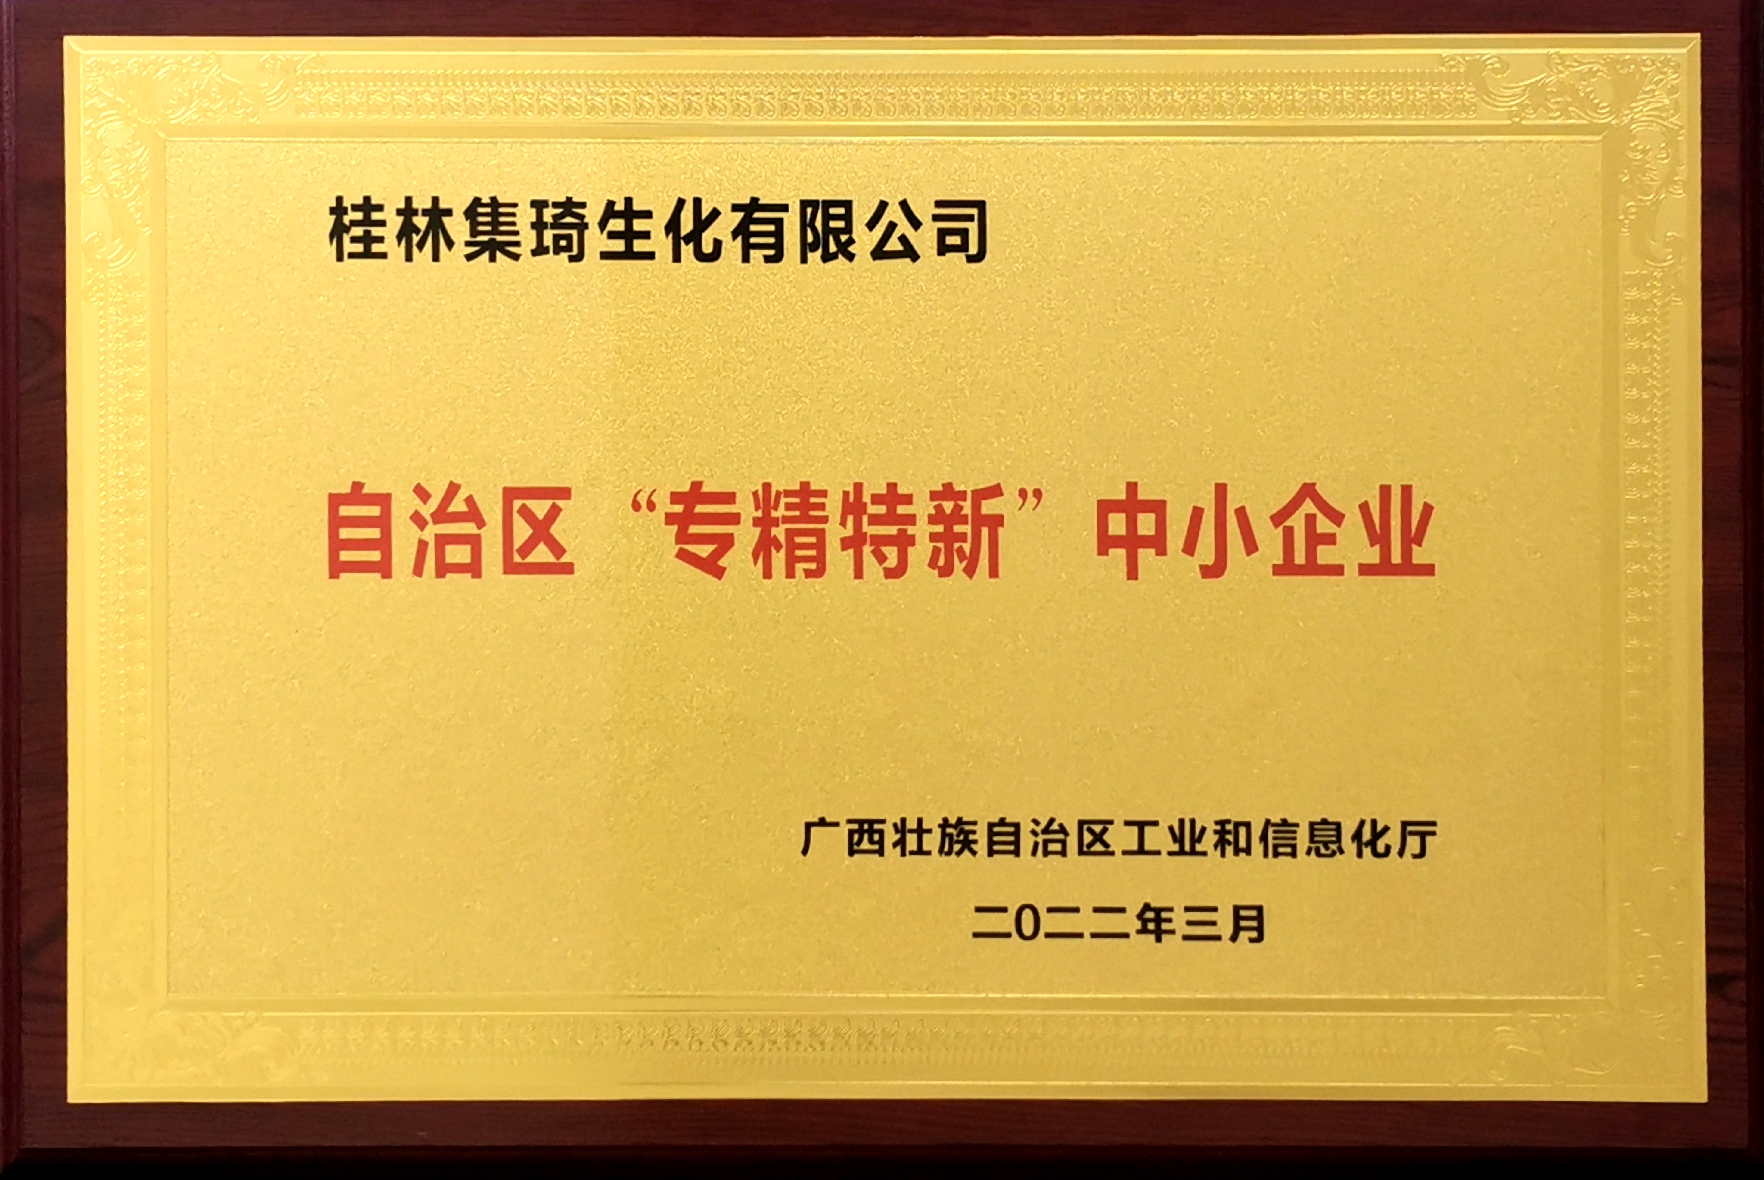 桂林集琦生化有限公司
自治区“专精特新”中小企业
广西壮族自治区工业和信息化厅
二0二二年三月